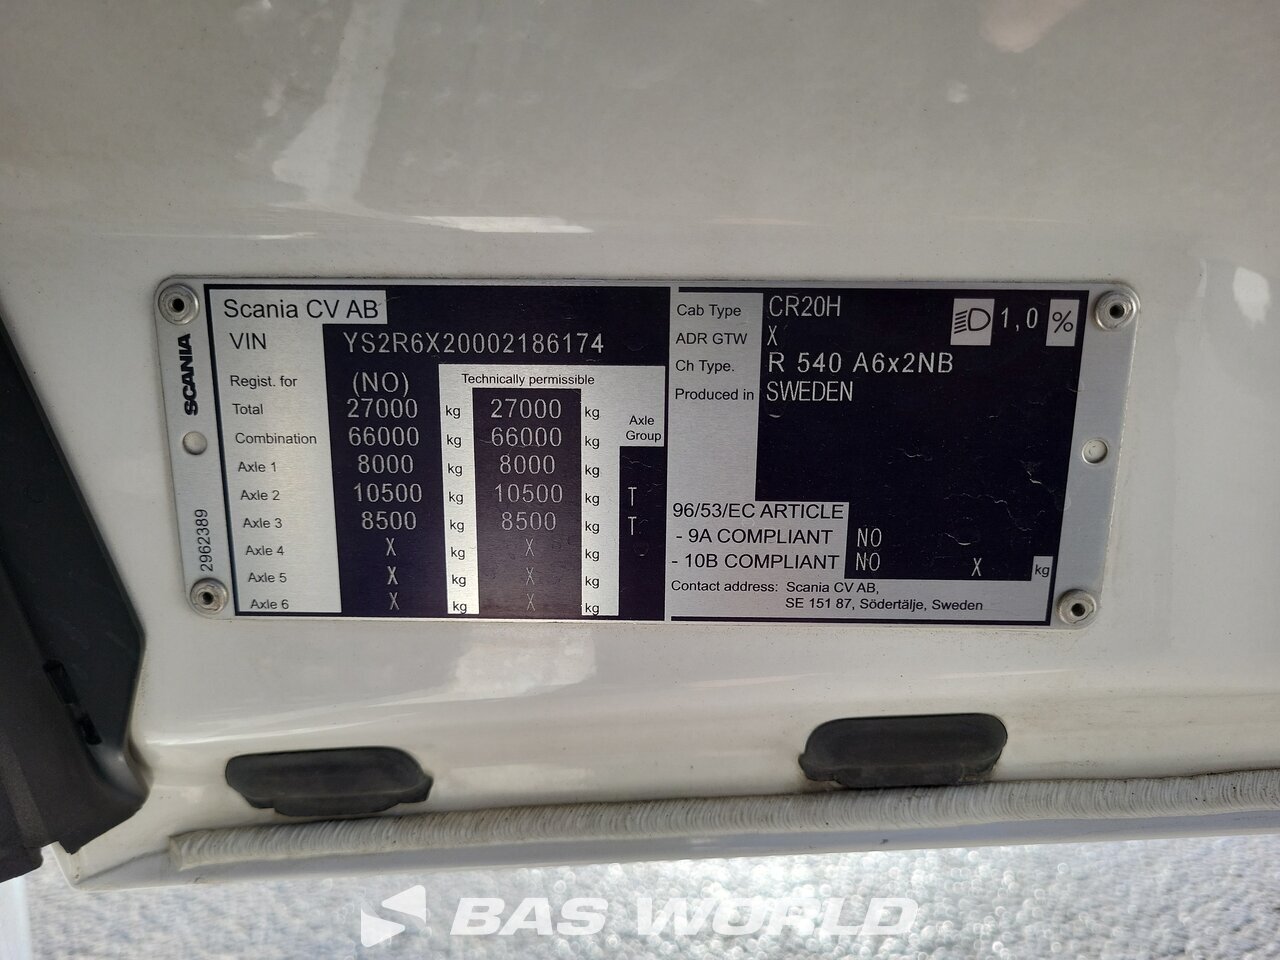 SCANIA
2962389
Scania CV AB
VIN YS2R6X20002186174
Regist. for (NO) Technically permissible
Total 27000 kg 27000 kg Axle Group
Combination 66000 kg 66000 kg
Axle 1 8000 kg 8000 kg
Axle 2 10500 kg 10500 kg T
Axle 3 8500 kg 8500 kg T
Axle 4 X kg X kg
Axle 5 X kg X kg
Axle 6 X kg X kg
Cab Type CR20H 1,0 %
ADR GTW X
Ch Type. R 540 A6x2NB
Produced in SWEDEN
96/53/EC ARTICLE
- 9A COMPLIANT NO
- 10B COMPLIANT NO X kg
Contact address: Scania CV AB,
SE 151 87, Södertälje, Sweden
BAS WORLD